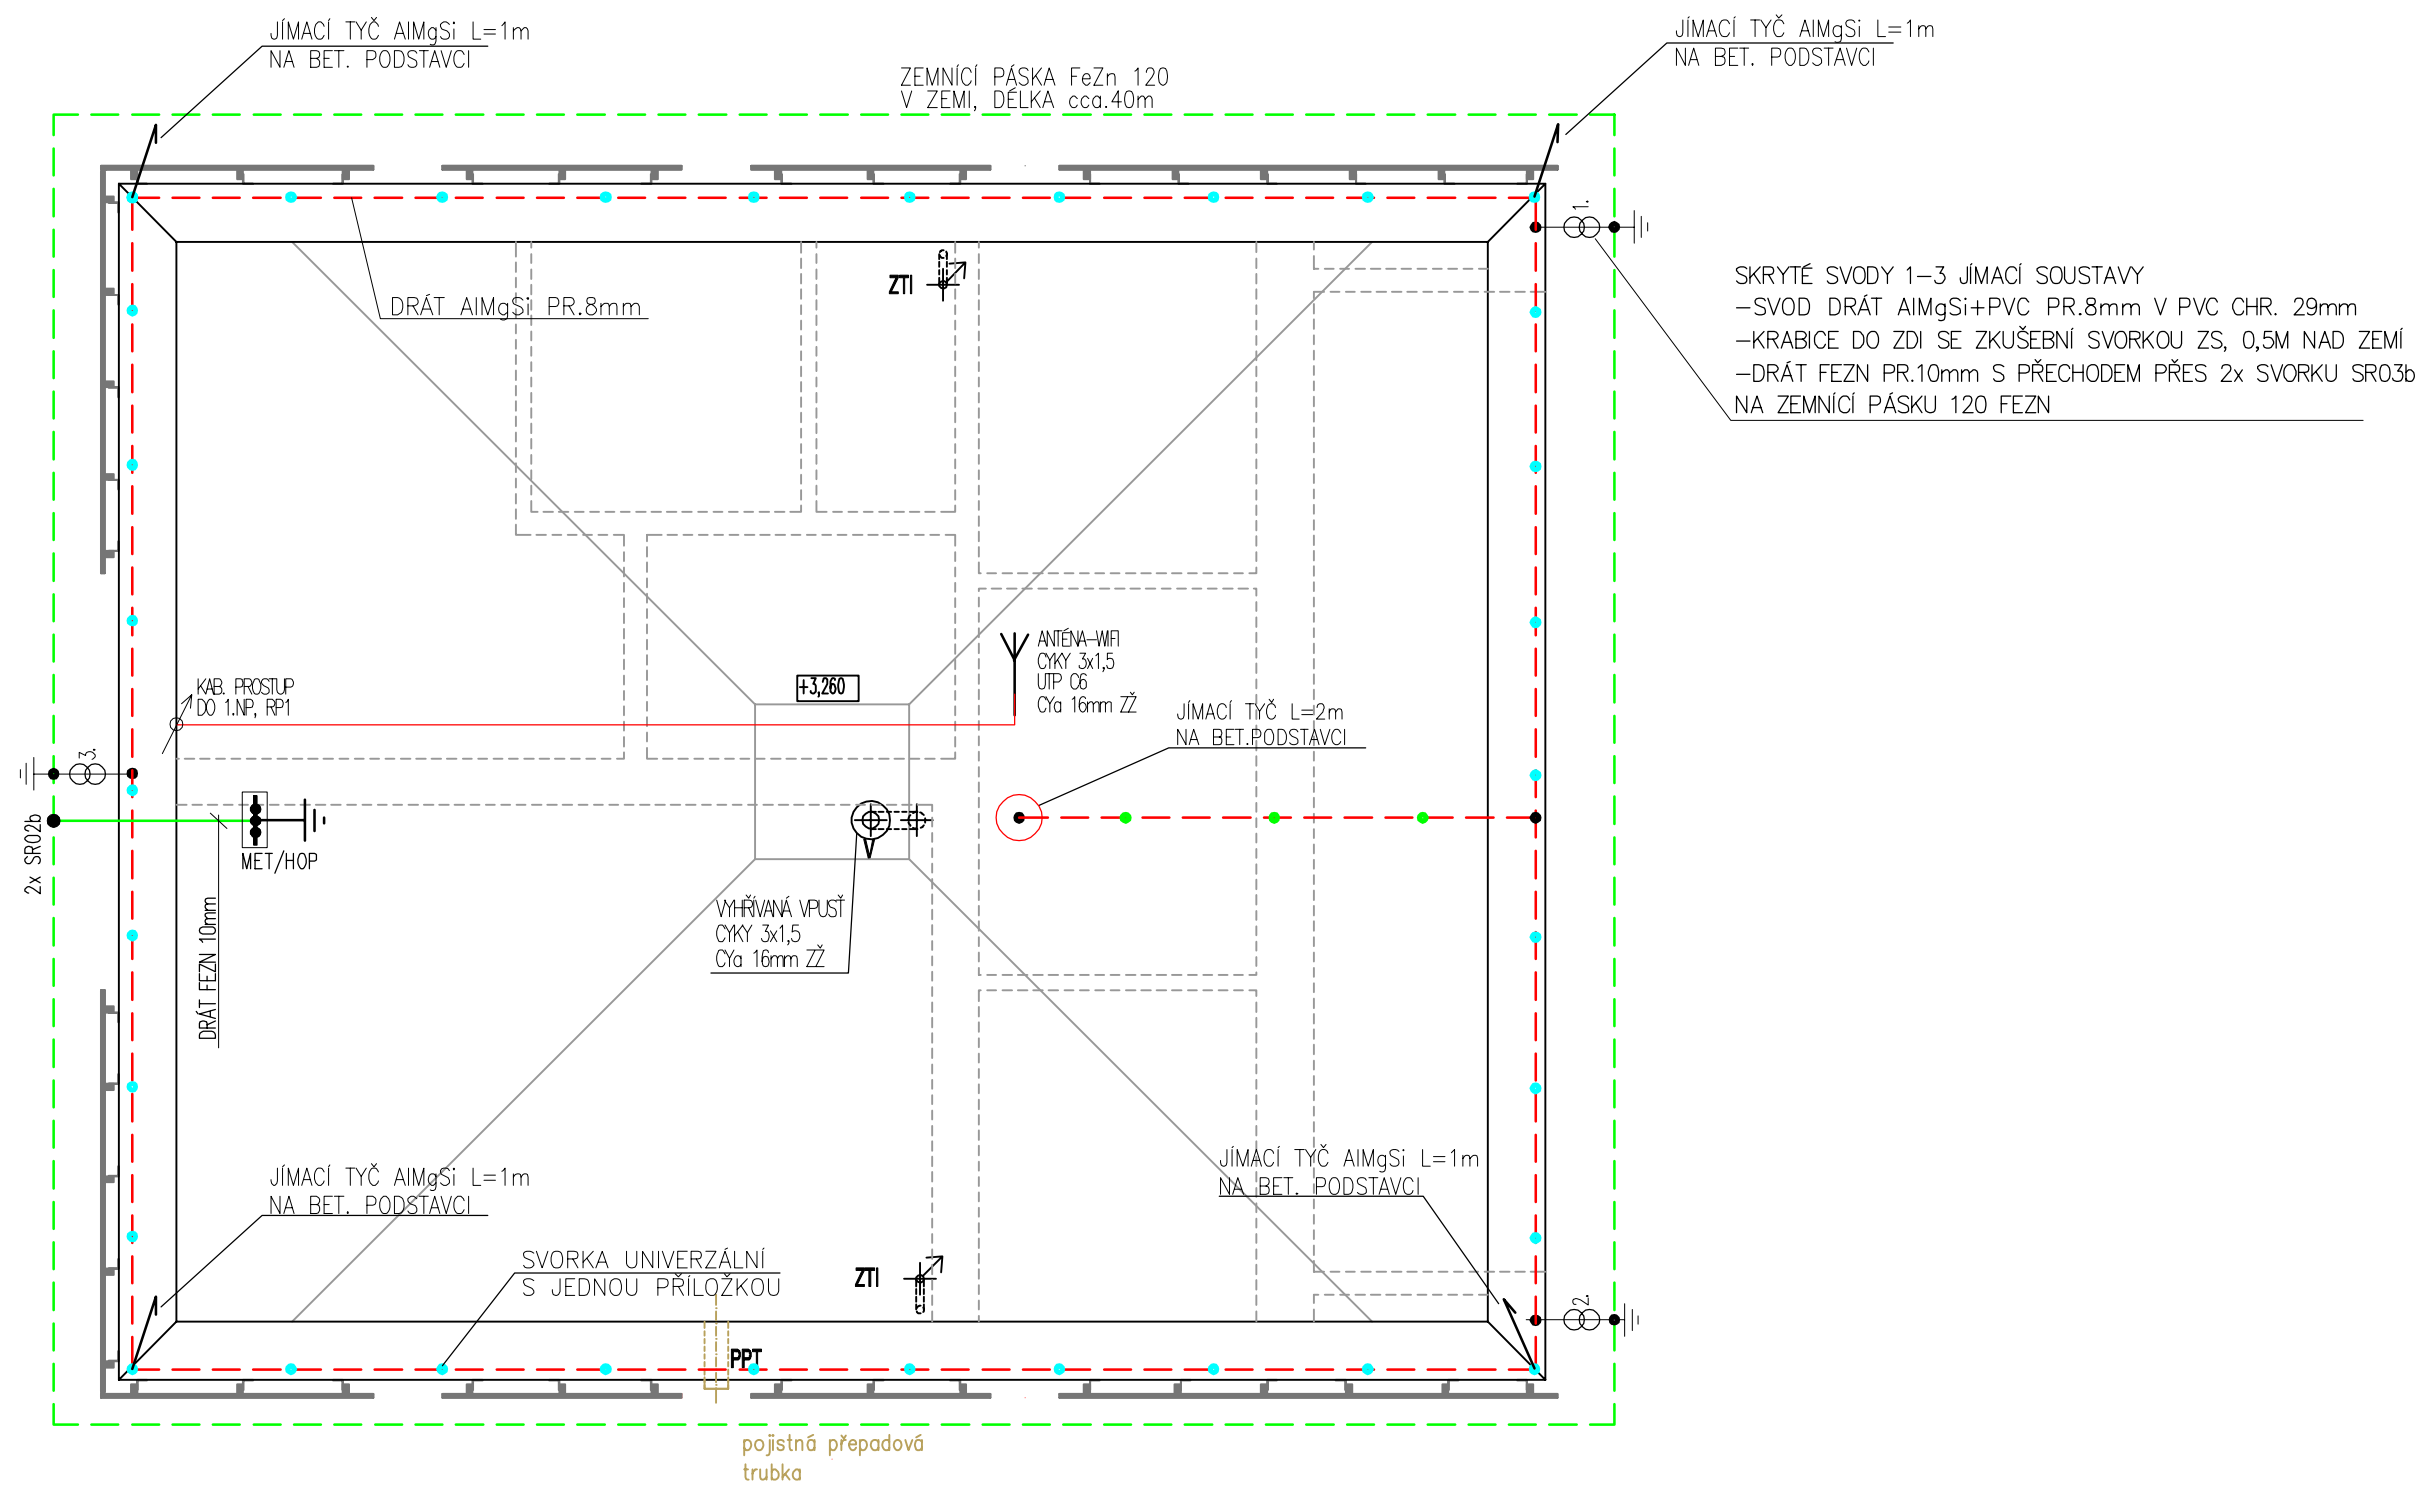 JÍMACÍ TYČ AlMgSi L=1m
NA BET. PODSTAVCI
ZEMNÍCÍ PÁSKA FeZn 120
V ZEMI, DÉLKA cca.40m
JÍMACÍ TYČ AlMgSi L=1m
NA BET. PODSTAVCI
1.
SKRYTÉ SVODY 1-3 JÍMACÍ SOUSTAVY
-SVOD DRÁT AlMgSi+PVC PR.8mm V PVC CHR. 29mm
-KRABICE DO ZDI SE ZKUŠEBNÍ SVORKOU ZS, 0,5M NAD ZEMÍ
-DRÁT FEZN PR.10mm S PŘECHODEM PŘES 2x SVORKU SR03b
NA ZEMNÍCÍ PÁSKU 120 FEZN
ZTI
DRÁT AlMgSi PR.8mm
ANTÉNA-WIFI
CYKY 3x1,5
UTP C6
CYa 16mm ZŽ
+3,260
KAB. PROSTUP
DO 1.NP, RP1
JÍMACÍ TYČ L=2m
NA BET.PODSTAVCI
3.
2x SR02b
MET/HOP
DRÁT FEZN 10mm
VYHŘÍVANÁ VPUSŤ
CYKY 3x1,5
CYa 16mm ZŽ
JÍMACÍ TYČ AlMgSi L=1m
NA BET. PODSTAVCI
JÍMACÍ TYČ AlMgSi L=1m
NA BET. PODSTAVCI
SVORKA UNIVERZÁLNÍ
S JEDNOU PŘÍLOŽKOU
ZTI
2.
PPT
pojistná přepadová
trubka